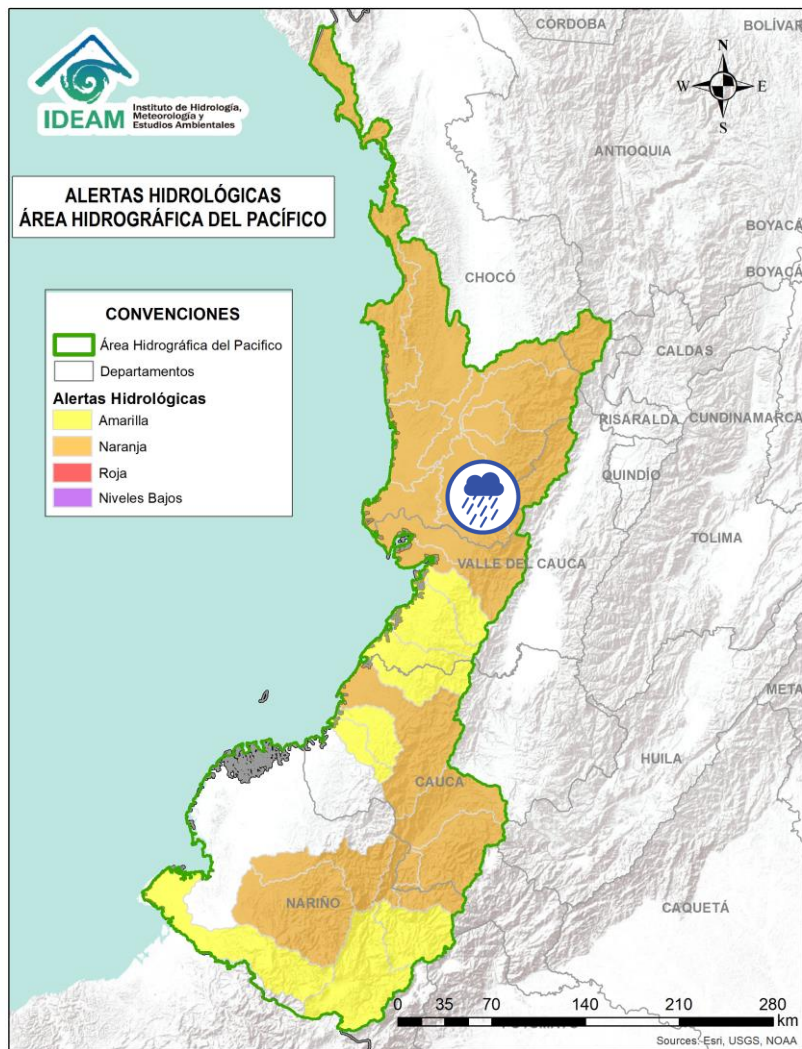 CÓRDOBA
BOLÍVAR
IDEAM
Instituto de Hidrología,
Meteorología y
Estudios Ambientales
N
W E
S
ANTIOQUIA
ALERTAS HIDROLÓGICAS
ÁREA HIDROGRÁFICA DEL PACÍFICO
BOYACÁ
BOYACÁ
CHOCÓ
CONVENCIONES
Área Hidrográfica del Pacifico
Departamentos
Alertas Hidrológicas
Amarilla
Naranja
Roja
Niveles Bajos
CALDAS
RISARALDA
CUNDINAMARCA
QUINDÍO
TOLIMA
VALLE DEL CAUCA
META
HUILA
CAUCA
NARIÑO
CAQUETÁ
0 35 70 140 210 280
km
Sources: Esri, USGS, NOAA